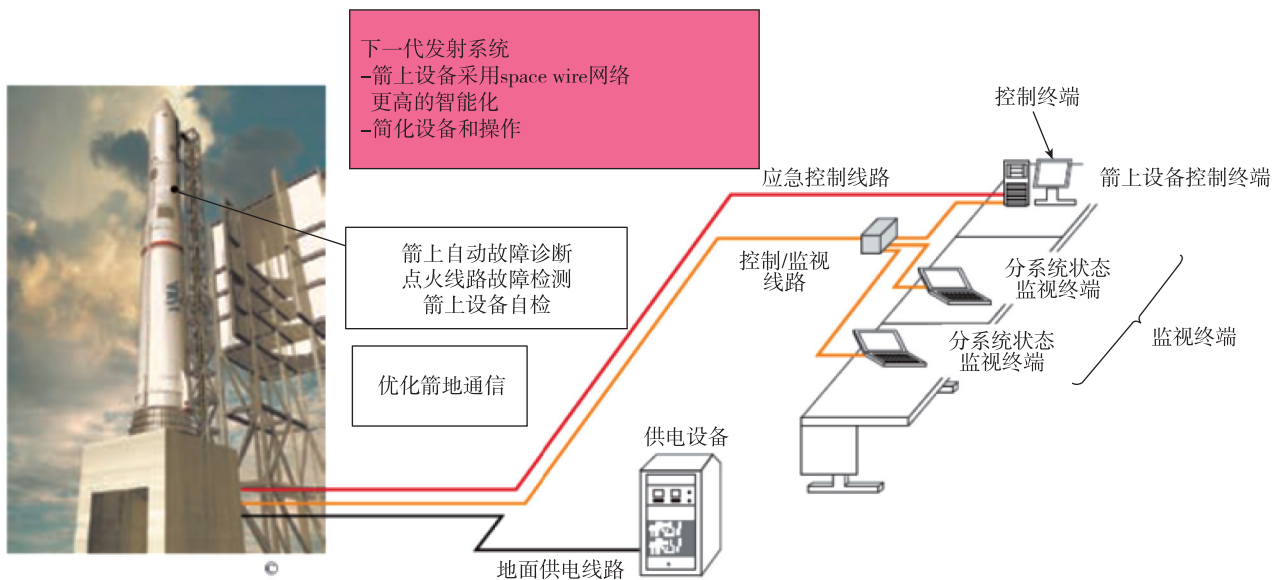 下一代发射系统
–箭上设备采用space wire网络
更高的智能化
–简化设备和操作
控制终端
应急控制线路
箭上设备控制终端
箭上自动故障诊断
点火线路故障检测
箭上设备自检
控制/监视
线路
分系统状态
监视终端
分系统状态
监视终端
监视终端
优化箭地通信
供电设备
地面供电线路
©